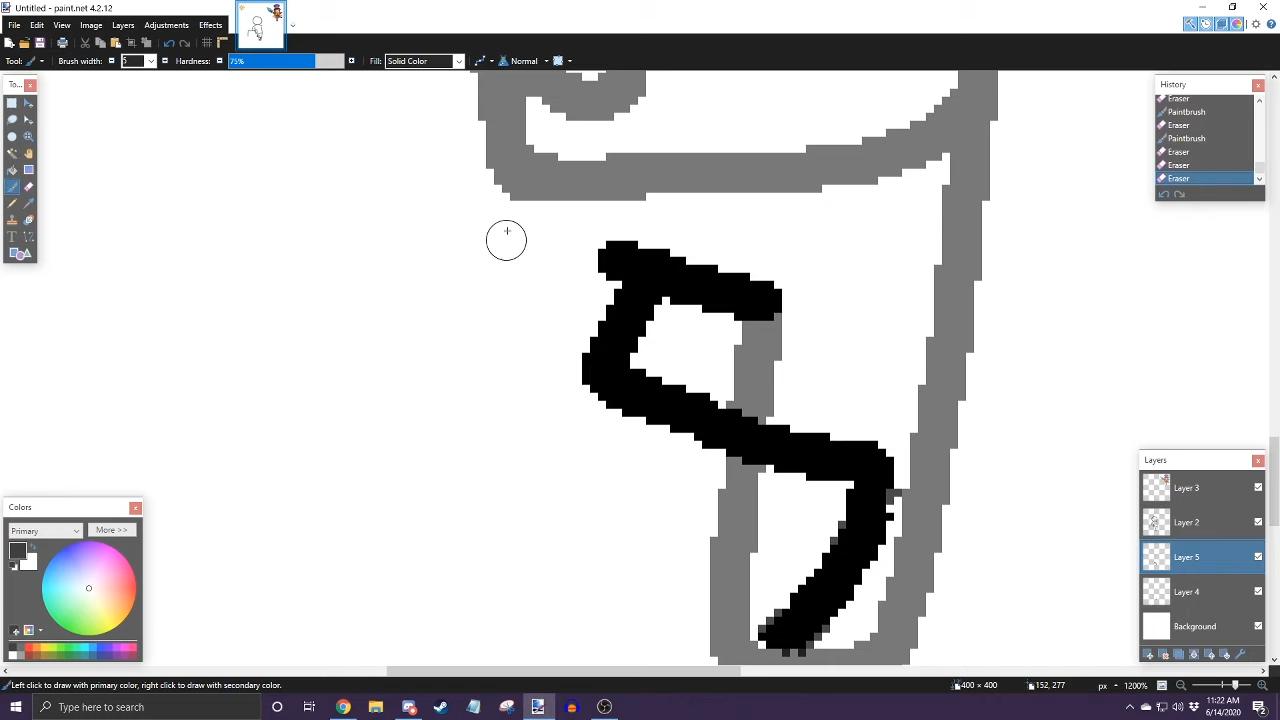 Untitled - paint.net 4.2.12
File Edit View Image Layers Adjustments Effects
Tool Brush width: 5 Hardness: 75% Fill: Solid Color Normal
To...
History
Eraser
Paintbrush
Eraser
Paintbrush
Eraser
Eraser
Eraser
Layers
Layer 3
Layer 2
Layer 5
Layer 4
Background
Colors
Primary More >>
Left click to draw with primary color, right click to draw with secondary color. 400 × 400 152, 277 px 1200%
Type here to search
11:22 AM
6/14/2020